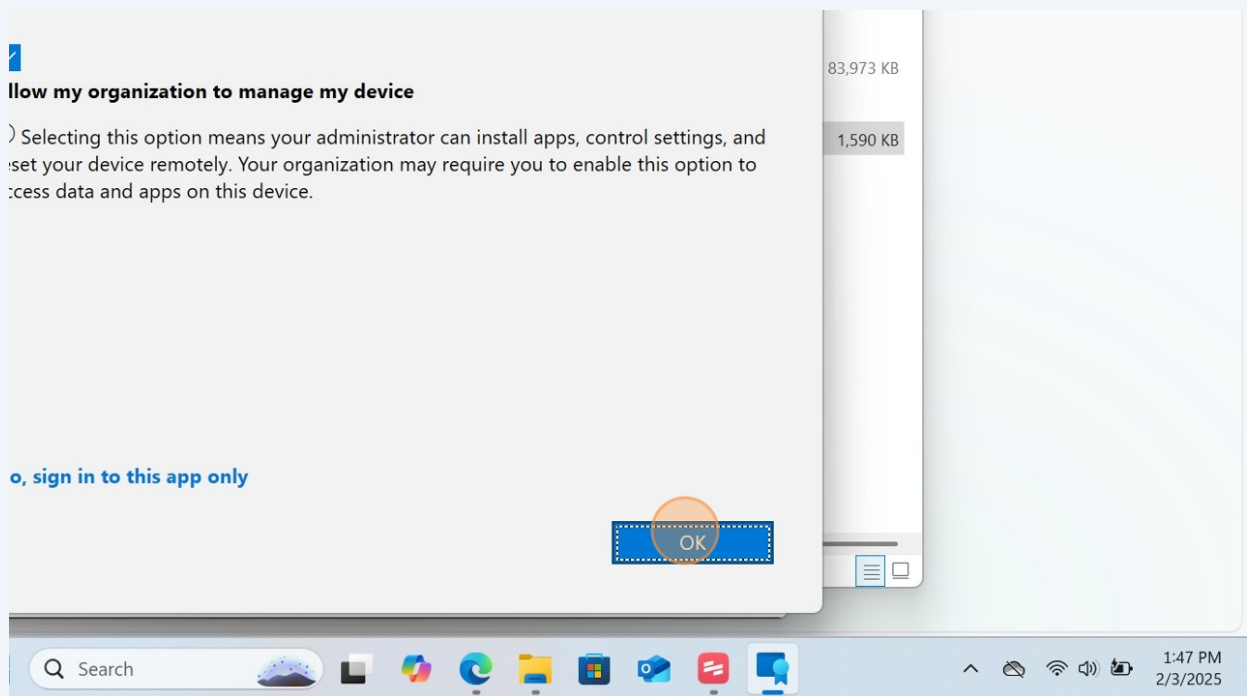 83,973 KB
llow my organization to manage my device
Selecting this option means your administrator can install apps, control settings, and
1,590 KB
set your device remotely. Your organization may require you to enable this option to
ccess data and apps on this device.
o, sign in to this app only
OK
Search
1:47 PM
2/3/2025